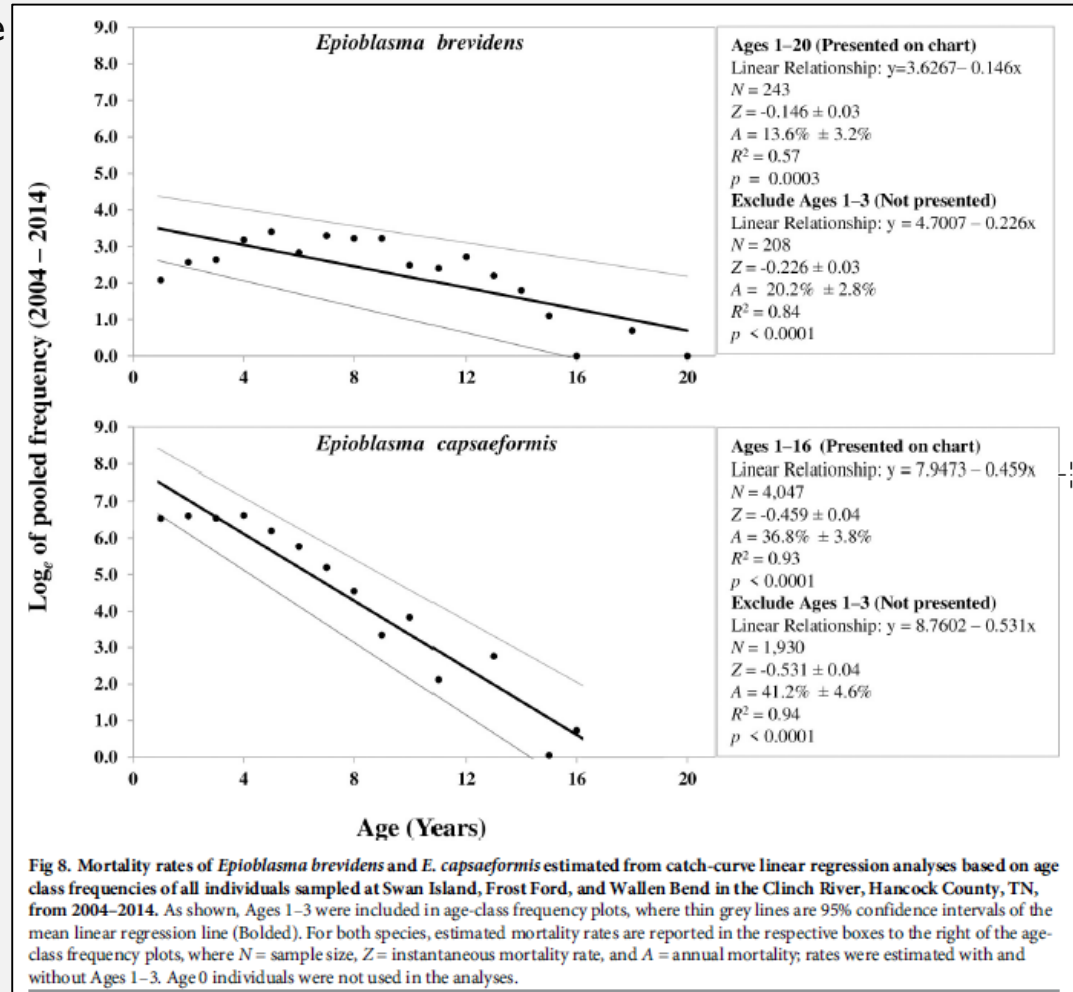 e
9.0
Epioblasma brevidens
8.0
7.0
6.0
5.0
4.0
3.0
2.0
1.0
0.0
0 4 8 12 16 20
Ages 1–20 (Presented on chart)
Linear Relationship: y=3.6267– 0.146x
N = 243
Z = -0.146 ± 0.03
A = 13.6% ± 3.2%
R² = 0.57
p = 0.0003
Exclude Ages 1–3 (Not presented)
Linear Relationship: y = 4.7007 – 0.226x
N = 208
Z = -0.226 ± 0.03
A = 20.2% ± 2.8%
R² = 0.84
p < 0.0001
Logₑ of pooled frequency (2004 – 2014)
9.0
Epioblasma capsaeformis
8.0
7.0
6.0
5.0
4.0
3.0
2.0
1.0
0.0
0 4 8 12 16 20
Ages 1–16 (Presented on chart)
Linear Relationship: y = 7.9473 – 0.459x
N = 4,047
Z = -0.459 ± 0.04
A = 36.8% ± 3.8%
R² = 0.93
p < 0.0001
Exclude Ages 1–3 (Not presented)
Linear Relationship: y = 8.7602 – 0.531x
N = 1,930
Z = -0.531 ± 0.04
A = 41.2% ± 4.6%
R² = 0.94
p < 0.0001
Age (Years)
Fig 8. Mortality rates of Epioblasma brevidens and E. capsaeformis estimated from catch-curve linear regression analyses based on age
class frequencies of all individuals sampled at Swan Island, Frost Ford, and Wallen Bend in the Clinch River, Hancock County, TN,
from 2004–2014. As shown, Ages 1–3 were included in age-class frequency plots, where thin grey lines are 95% confidence intervals of the
mean linear regression line (Bolded). For both species, estimated mortality rates are reported in the respective boxes to the right of the age-
class frequency plots, where N = sample size, Z = instantaneous mortality rate, and A = annual mortality; rates were estimated with and
without Ages 1–3. Age 0 individuals were not used in the analyses.